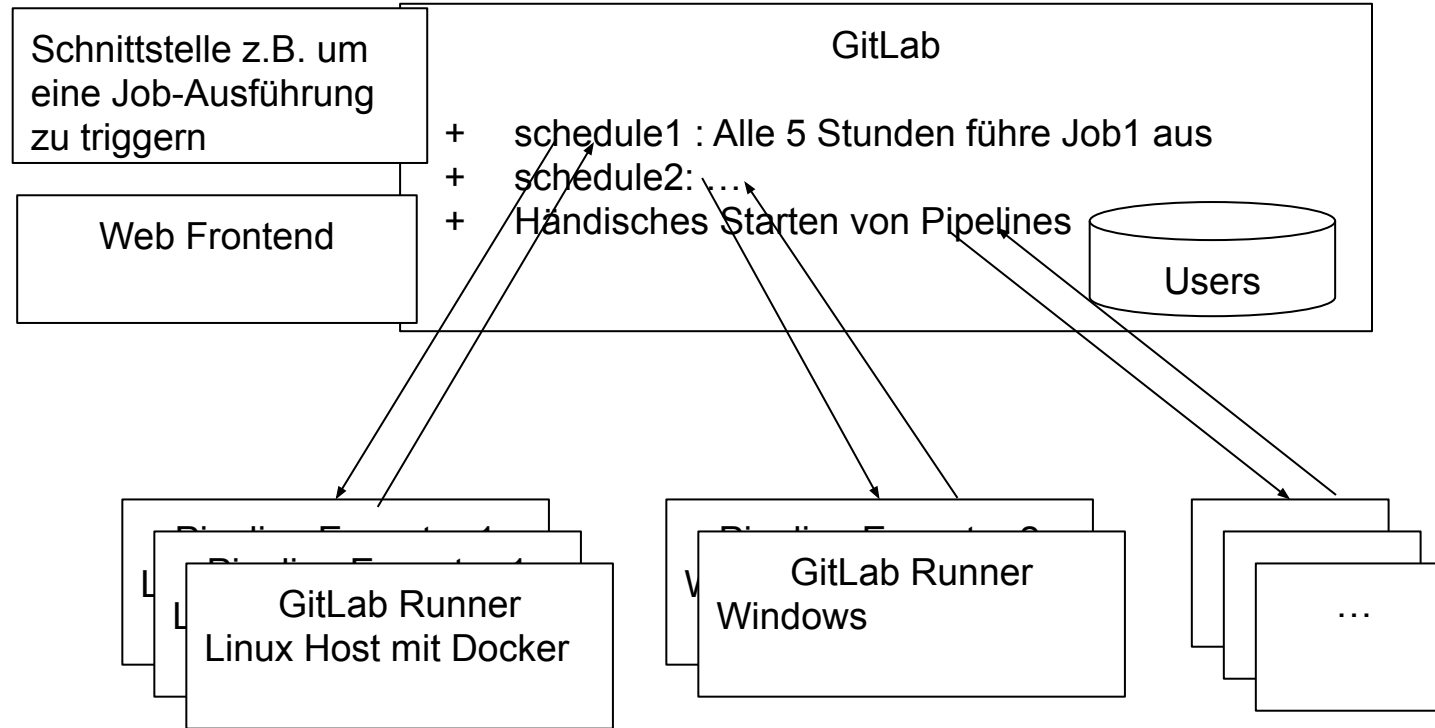 Schnittstelle z.B. um
eine Job-Ausführung
zu triggern
Web Frontend
GitLab
+ schedule1 : Alle 5 Stunden führe Job1 aus
+ schedule2: …
+ Händisches Starten von Pipelines
Users
GitLab Runner
Linux Host mit Docker
GitLab Runner
Windows
…